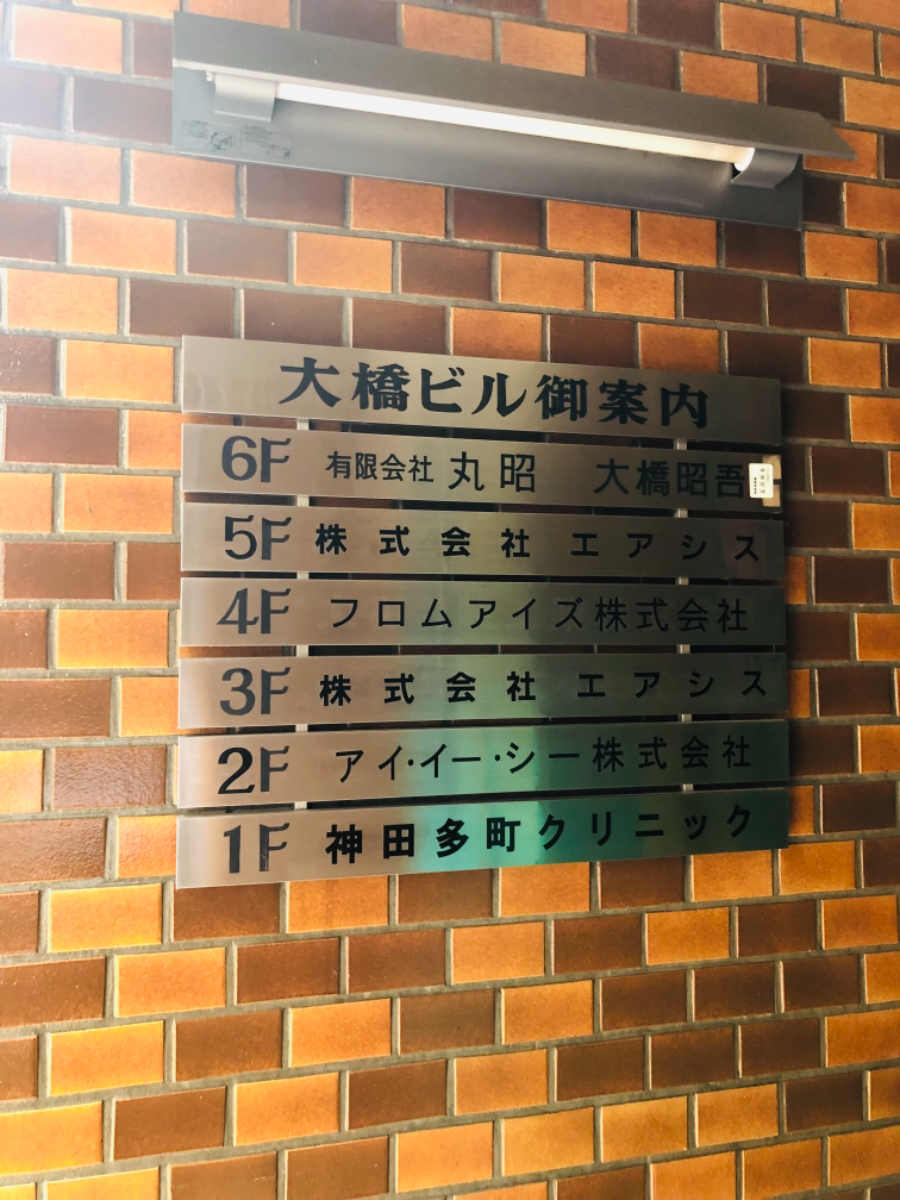 大橋ビル御案内
6F 有限会社 丸昭 大橋昭吾
5F 株式会社 エアシス
4F フロムアイズ株式会社
3F 株式会社 エアシス
2F アイ・イー・シー株式会社
1F 神田多町クリニック